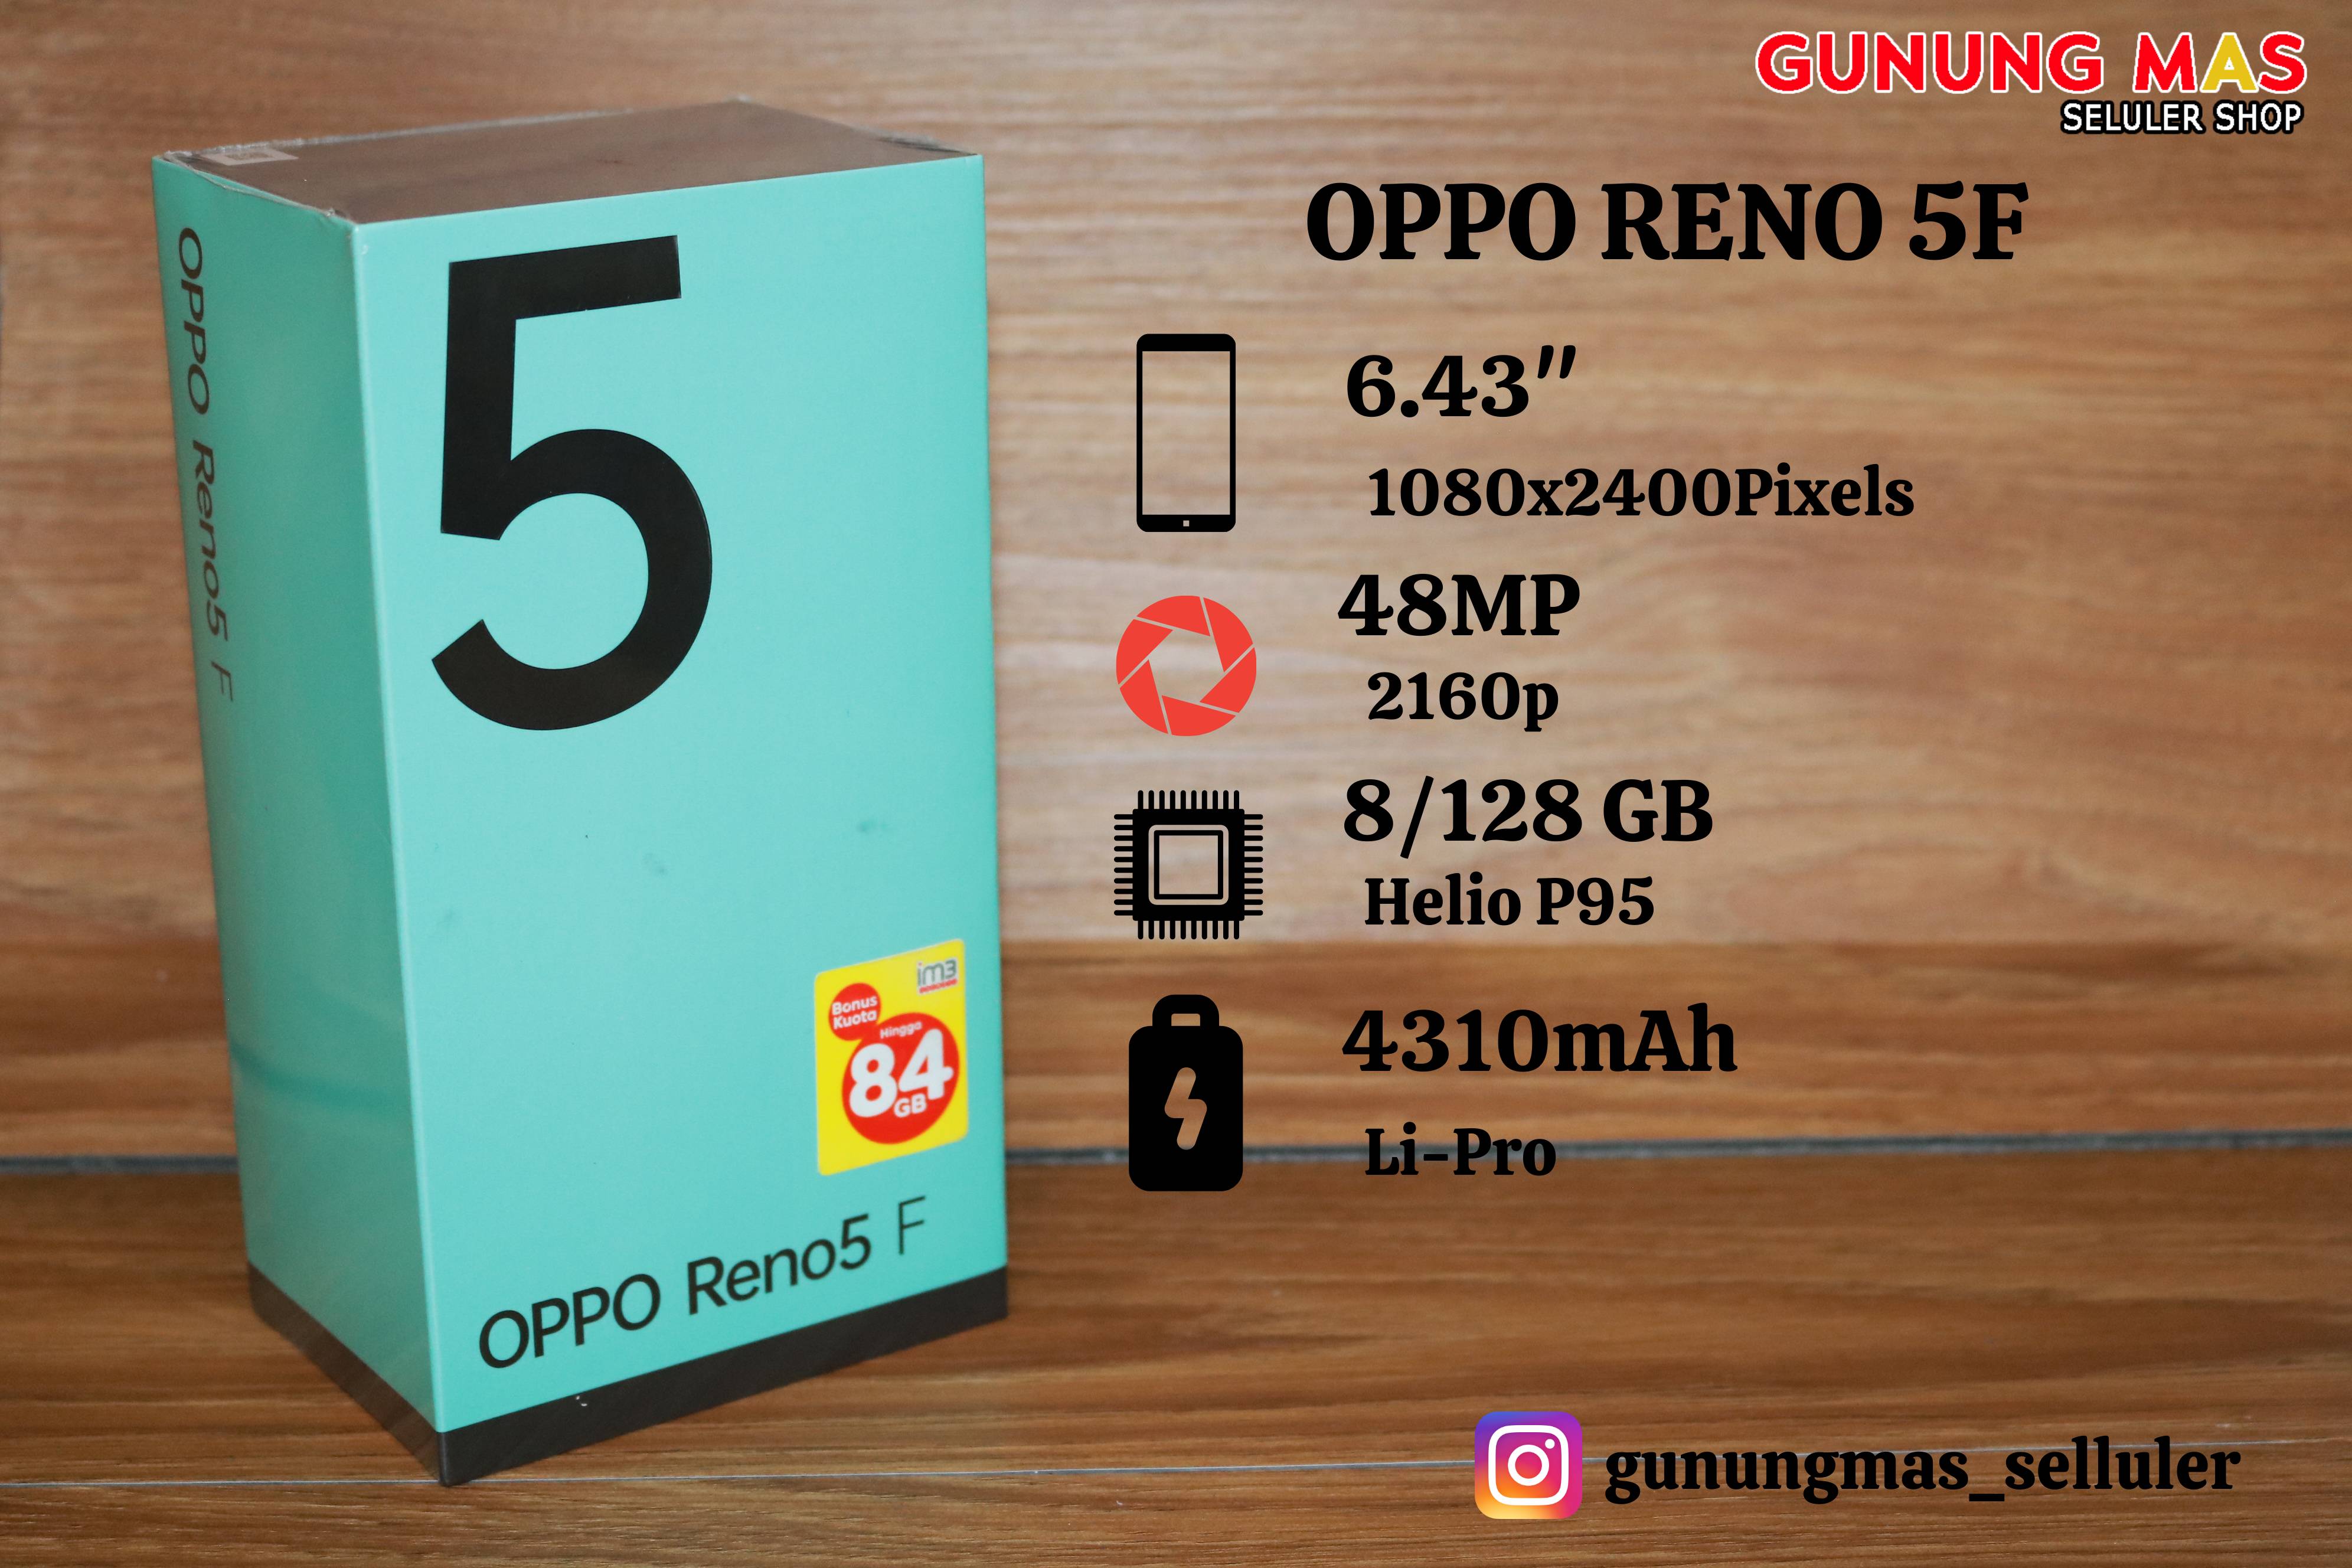 GUNUNG MAS
SELULER SHOP
OPPO RENO 5F
6.43"
1080x2400Pixels
48MP
2160p
8/128 GB
Helio P95
4310mAh
Li-Pro
gunungmas_selluler
5
OPPO Reno5 F
im3
Bonus
Kuota
Hingga
84
GB
OPPO Reno5 F